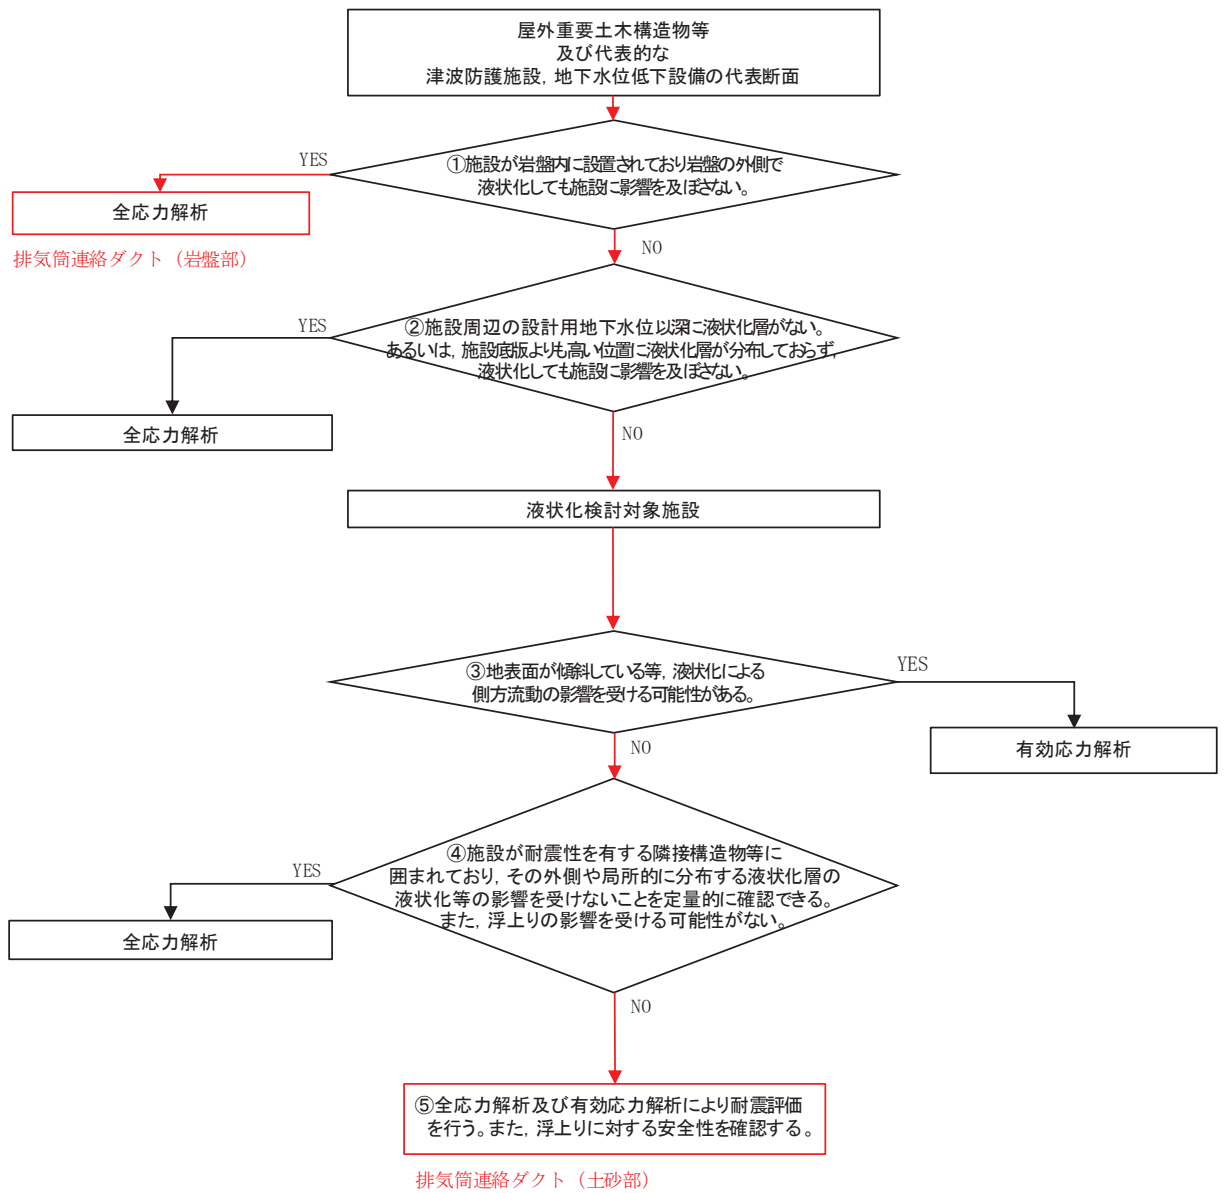 屋外重要土木構造物等
及び代表的な
津波防護施設，地下水位低下設備の代表断面
①施設が岩盤内に設置されており岩盤の外側で
液状化しても施設に影響を及ぼさない。
YES
全応力解析
排気筒連絡ダクト（岩盤部）
NO
②施設周辺の設計用地下水位以深に液状化層がない。
あるいは，施設底版よりも高い位置に液状化層が分布しておらず，
液状化しても施設に影響を及ぼさない。
YES
全応力解析
NO
液状化検討対象施設
③地表面が傾斜している等，液状化による
側方流動の影響を受ける可能性がある。
YES
有効応力解析
NO
④施設が耐震性を有する隣接構造物等に
囲まれており，その外側や局所的に分布する液状化層の
液状化等の影響を受けないことを定量的に確認できる。
また，浮上りの影響を受ける可能性がない。
YES
全応力解析
NO
⑤全応力解析及び有効応力解析により耐震評価
を行う。また，浮上りに対する安全性を確認する。
排気筒連絡ダクト（土砂部）